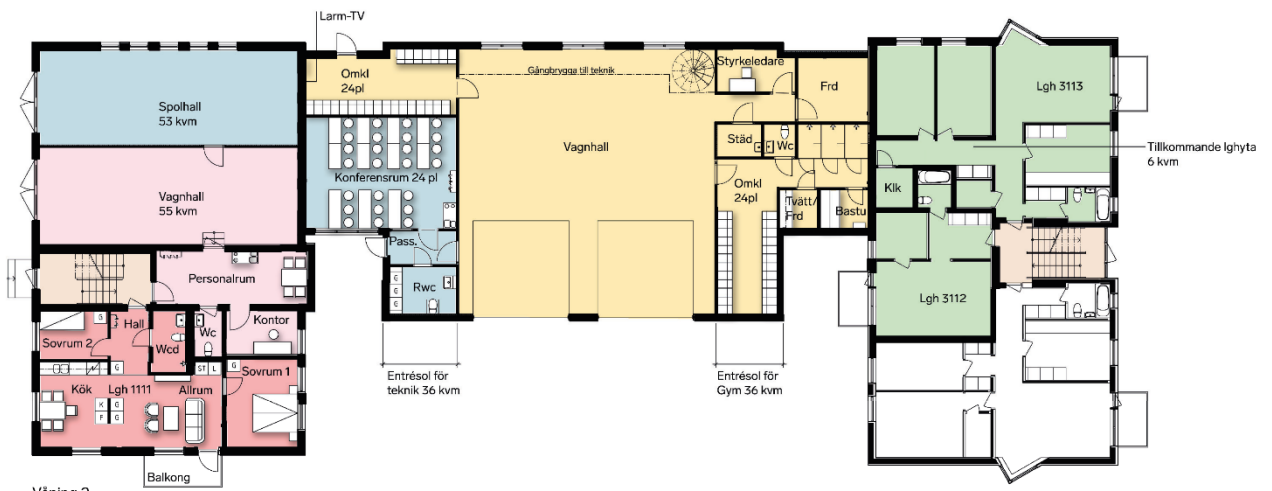 Larm-TV
Omkl
24pl
Gångbrygga till teknik
Styrkeledare
Frd
Lgh 3113
Spolhall
53 kvm
Städ
Wc
Vagnhall
Tillkommande lghyta
6 kvm
Konferensrum 24 pl
Omkl
24pl
Klk
Vagnhall
55 kvm
Tvätt/
Frd
Bastu
Pass.
Personalrum
G
G
G
Rwc
Lgh 3112
Hall
G
Wc
Kontor
Sovrum 2
Wcd
G
ST L
G
Sovrum 1
Kök
Lgh 1111
Allrum
K G
F G
Entrésol för
teknik 36 kvm
Entrésol för
Gym 36 kvm
Balkong